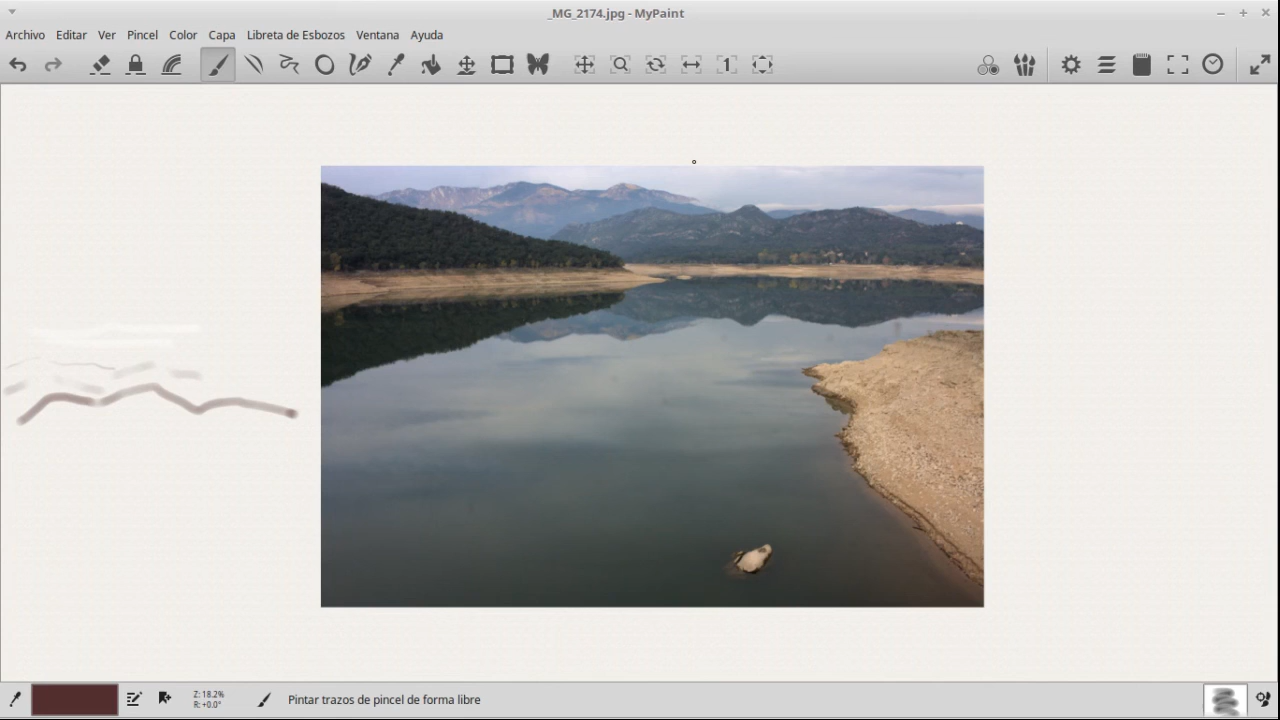 _MG_2174.jpg - MyPaint
Archivo Editar Ver Pincel Color Capa Libreta de Esbozos Ventana Ayuda
1
Z: 18.2%
R: +0.0°
Pintar trazos de pincel de forma libre